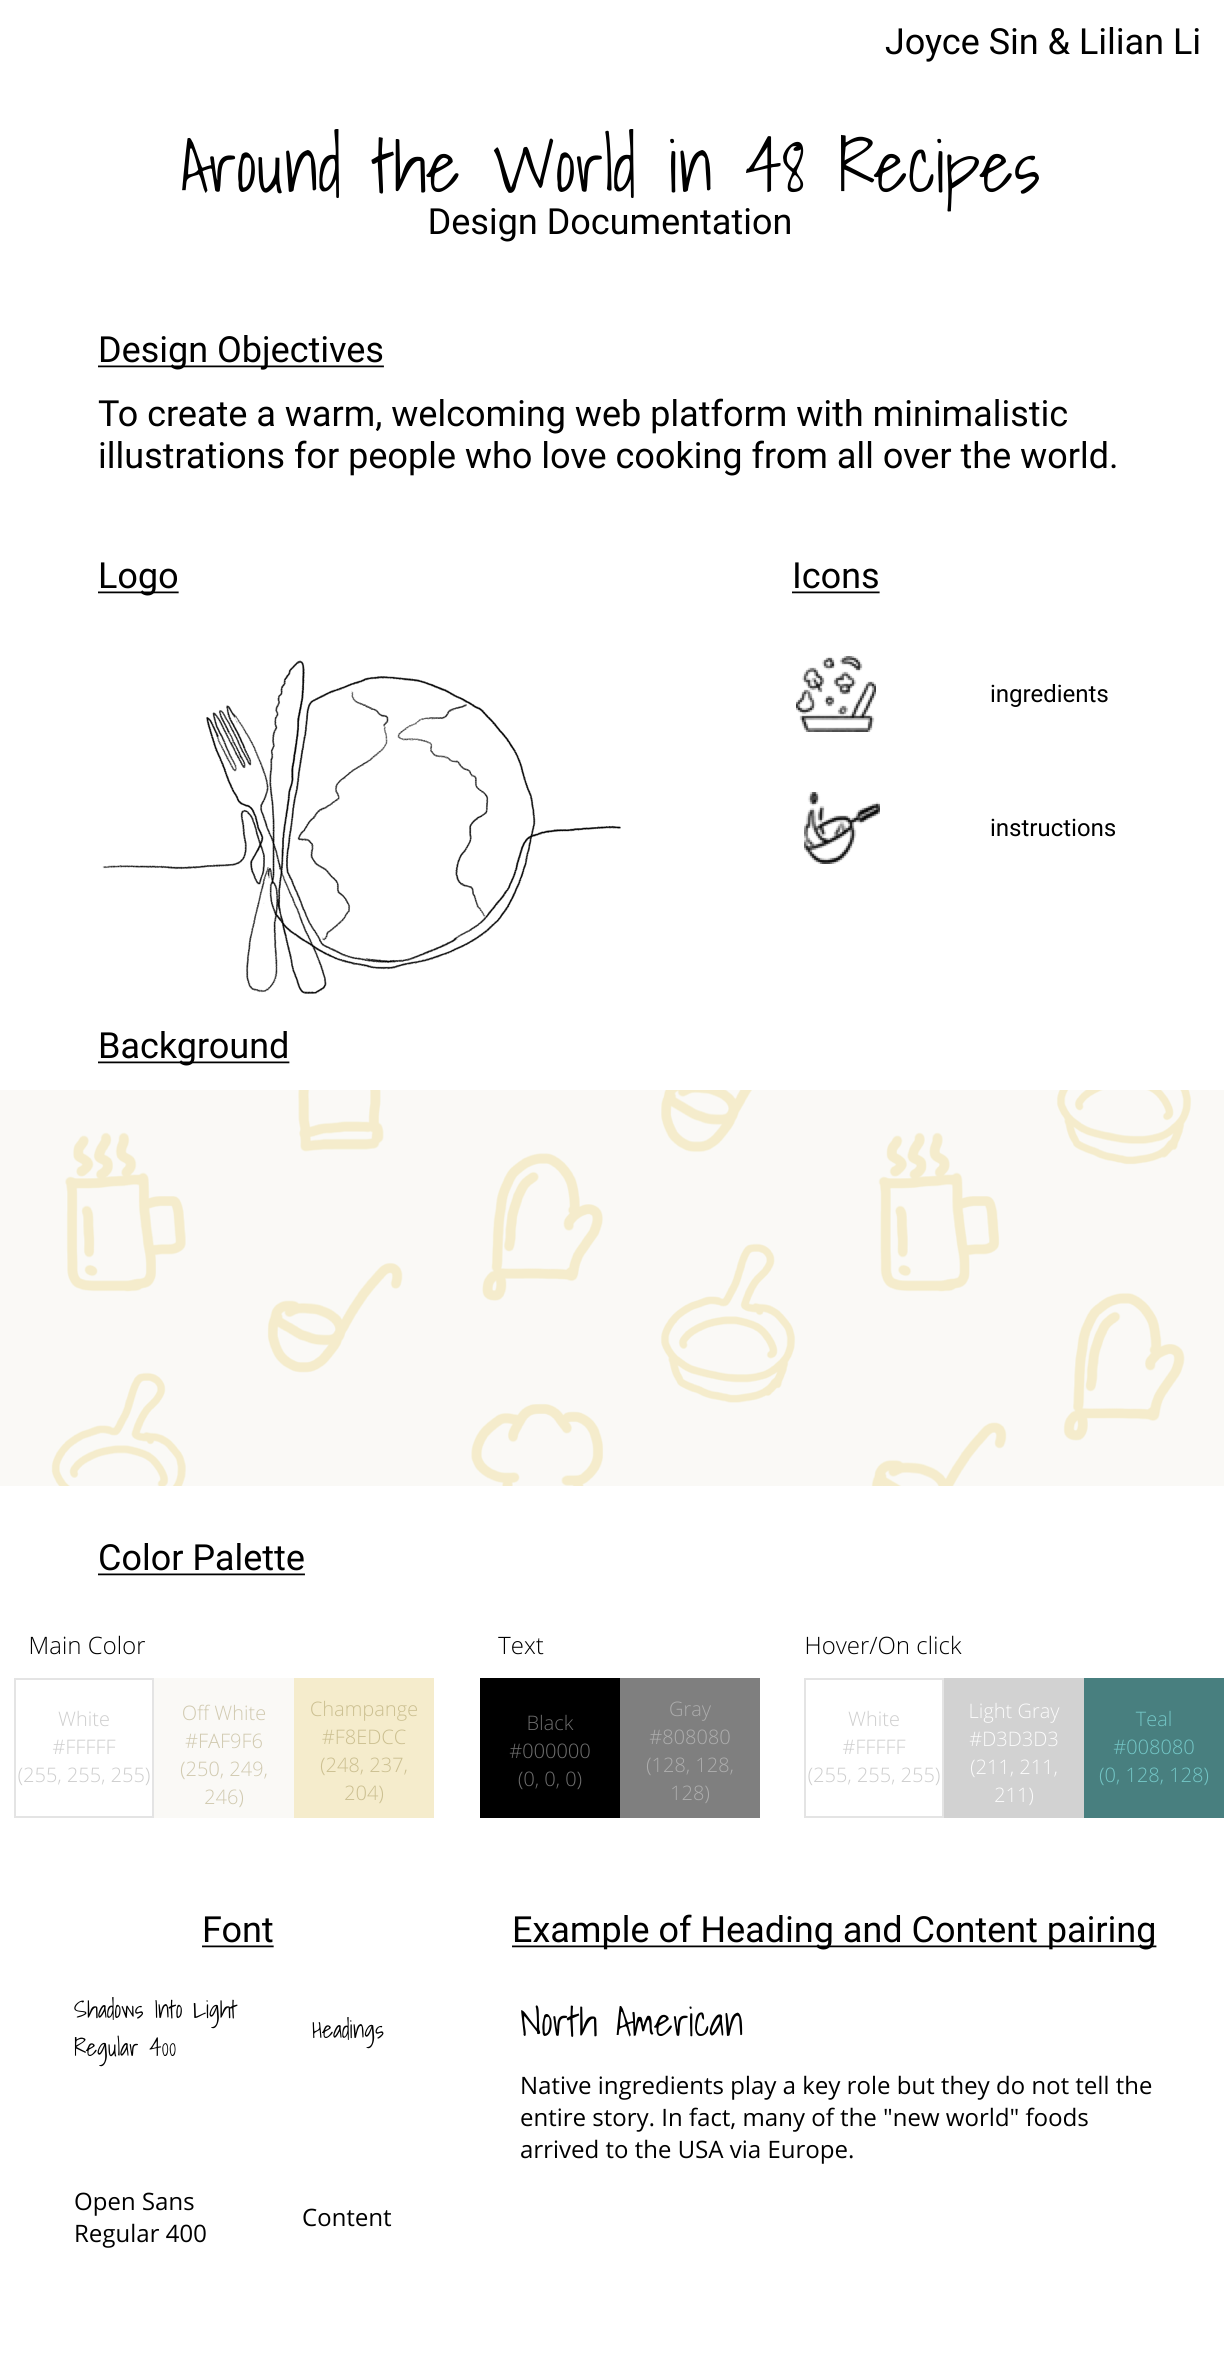 Joyce Sin & Lilian Li
Around the World in 48 Recipes
Design Documentation
Design Objectives
To create a warm, welcoming web platform with minimalistic
illustrations for people who love cooking from all over the world.
Logo
Icons
ingredients
instructions
Background
Color Palette
Main Color
White
#FFFFF
(255, 255, 255)
Off White
#FAF9F6
(250, 249,
246)
Champange
#F8EDCC
(248, 237,
204)
Text
Black
#000000
(0, 0, 0)
Gray
#808080
(128, 128,
128)
Hover/On click
White
#FFFFF
(255, 255, 255)
Light Gray
#D3D3D3
(211, 211,
211)
Teal
#008080
(0, 128, 128)
Font
Shadows Into Light
Regular 400
Headings
Open Sans
Regular 400
Content
Example of Heading and Content pairing
North American
Native ingredients play a key role but they do not tell the
entire story. In fact, many of the "new world" foods
arrived to the USA via Europe.